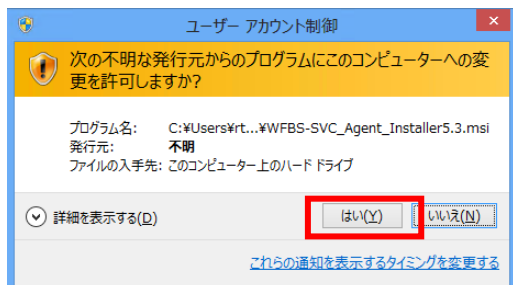 ユーザー アカウント制御
次の不明な発行元からのプログラムにこのコンピューターへの変
更を許可しますか?
プログラム名: C:¥Users¥rt...¥WFBS-SVC_Agent_Installer5.3.msi
発行元: 不明
ファイルの入手先: このコンピューター上のハード ドライブ
詳細を表示する(D) はい(Y) いいえ(N)
これらの通知を表示するタイミングを変更する